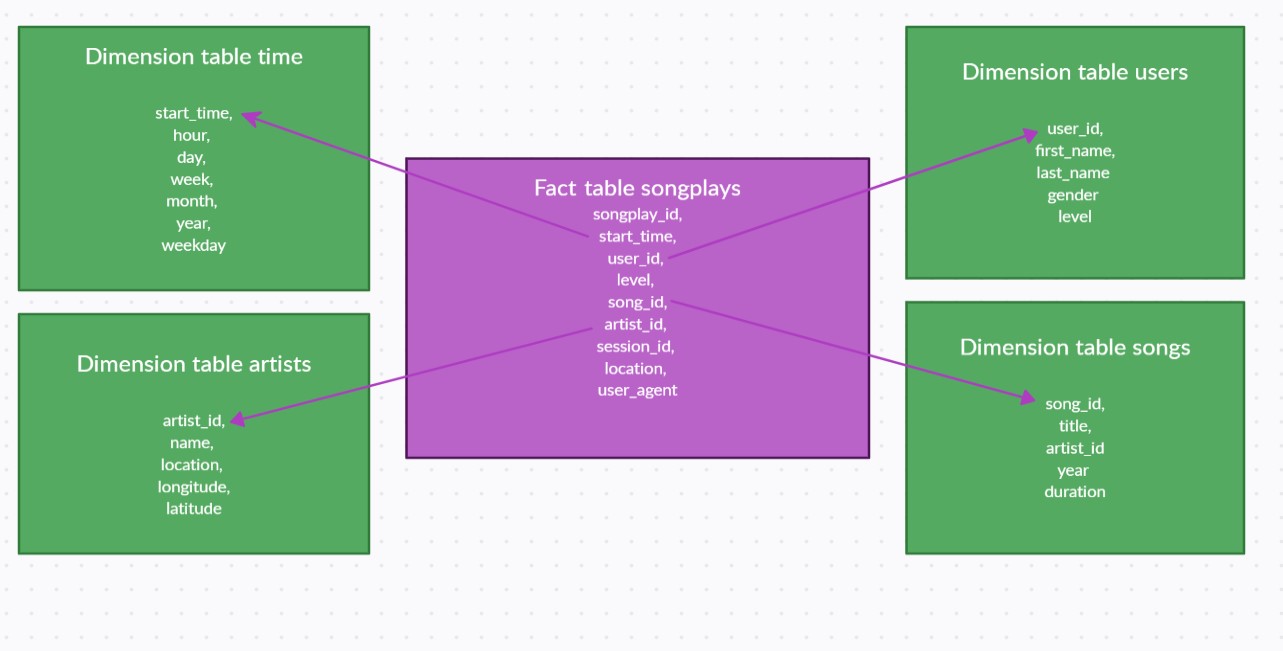 Dimension table time
start_time,
hour,
day,
week,
month,
year,
weekday
Dimension table artists
artist_id,
name,
location,
longitude,
latitude
Fact table songplays
songplay_id,
start_time,
user_id,
level,
song_id,
artist_id,
session_id,
location,
user_agent
Dimension table users
user_id,
first_name,
last_name
gender
level
Dimension table songs
song_id,
title,
artist_id
year
duration